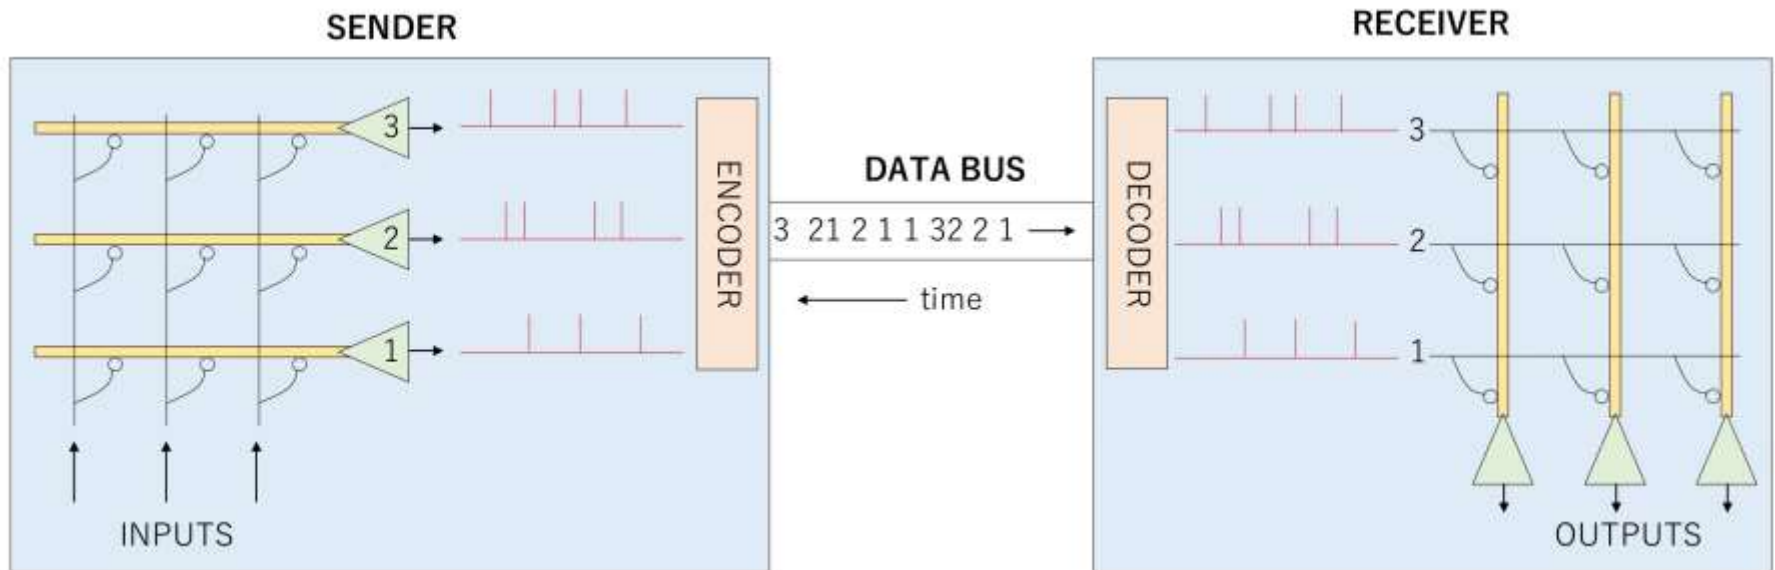 SENDER
RECEIVER
3
2
1
ENCODER
INPUTS
DATA BUS
3 21 2 1 1 32 2 1
time
DECODER
3
2
1
OUTPUTS